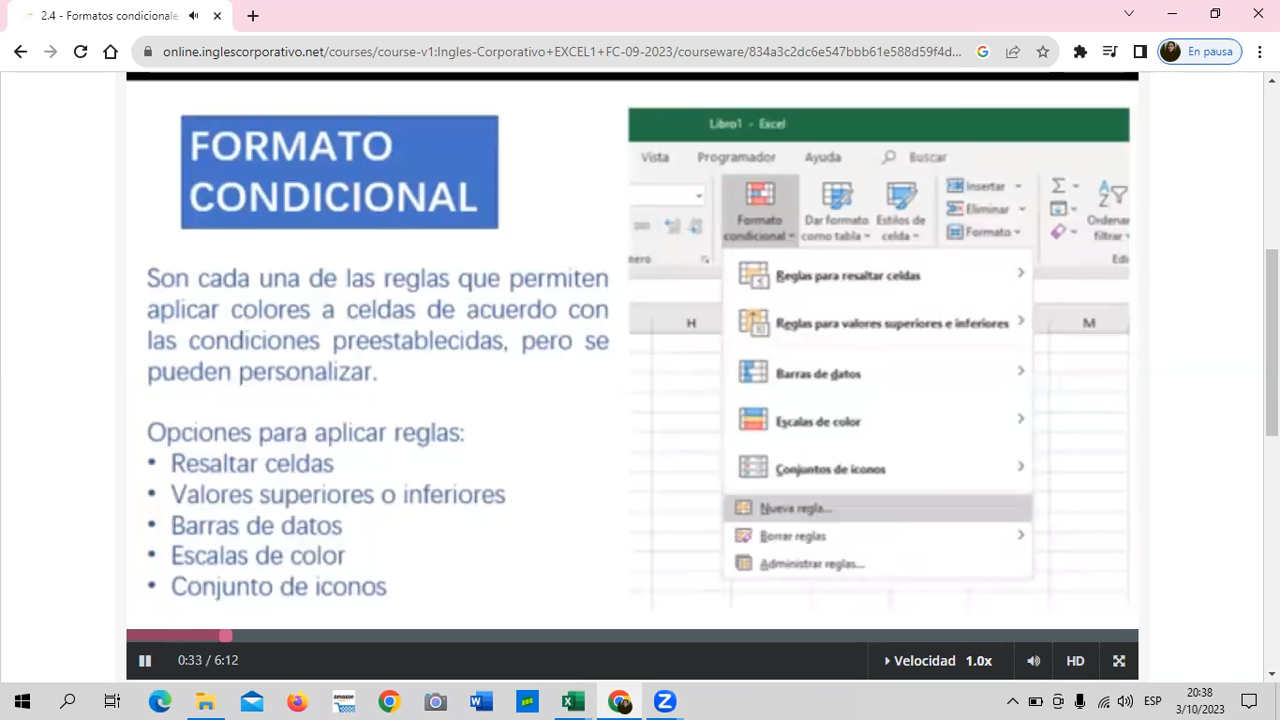 2.4 - Formatos condicionale
online.inglescorporativo.net/courses/course-v1:Ingles-Corporativo+EXCEL1+FC-09-2023/courseware/834a3c2dc6e547bbb61e588d59f4d...
En pausa
FORMATO
CONDICIONAL
Son cada una de las reglas que permiten
aplicar colores a celdas de acuerdo con
las condiciones preestablecidas, pero se
pueden personalizar.
Opciones para aplicar reglas:
• Resaltar celdas
• Valores superiores o inferiores
• Barras de datos
• Escalas de color
• Conjunto de iconos
Libro1 - Excel
Vista Programador Ayuda Buscar
Formato
condicional
Dar formato
como tabla
Estilos de
celda
Insertar
Eliminar
Formato
Ordenar
filtrar
nero
Edi
H M
Reglas para resaltar celdas
Reglas para valores superiores e inferiores
Barras de datos
Escalas de color
Conjuntos de iconos
Nueva regla...
Borrar reglas
Administrar reglas...
0:33 / 6:12
Velocidad 1.0x
HD
ESP
20:38
3/10/2023